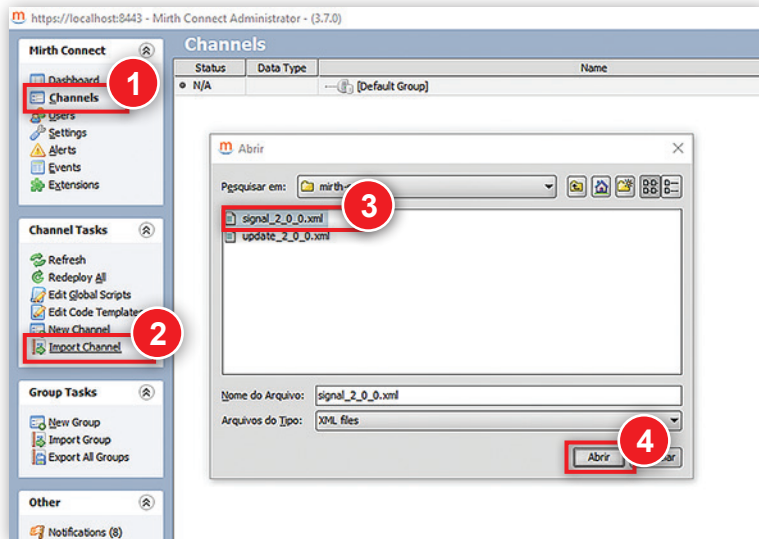 https://localhost:8443 - Mirth Connect Administrator - (3.7.0)
Mirth Connect
Dashboard
Channels
Users
Settings
Alerts
Events
Extensions
1
Channel Tasks
Refresh
Redeploy All
Edit Global Scripts
Edit Code Templates
New Channel
Import Channel
2
Group Tasks
New Group
Import Group
Export All Groups
Other
Notifications (8)
Channels
Status Data Type Name
N/A [Default Group]
Abrir
Pesquisar em:
signal_2_0_0.xml
update_2_0_0.xml
3
Nome do Arquivo: signal_2_0_0.xml
Arquivos do Tipo: XML files
Abrir
4